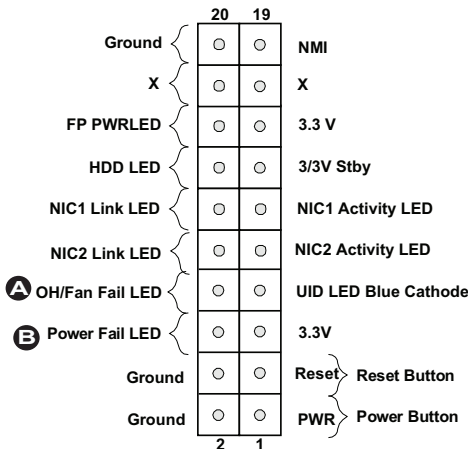 20 19
Ground NMI
X X
FP PWRLED 3.3 V
HDD LED 3/3V Stby
NIC1 Link LED NIC1 Activity LED
NIC2 Link LED NIC2 Activity LED
A OH/Fan Fail LED UID LED Blue Cathode
B Power Fail LED 3.3V
Ground Reset Reset Button
Ground PWR Power Button
2 1